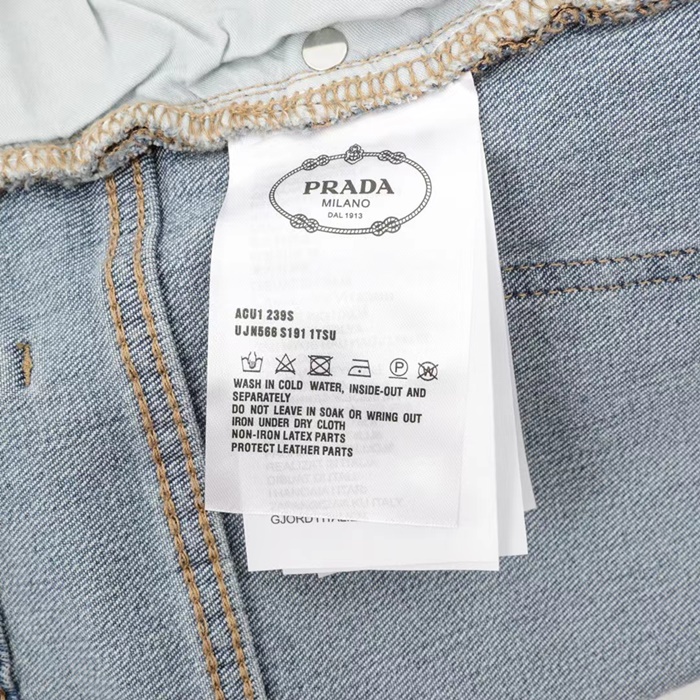 PRADA
MILANO
DAL 1913
ACU1 239S
UJN566 S191 1TSU
WASH IN COLD WATER, INSIDE-OUT AND
SEPARATELY
DO NOT LEAVE IN SOAK OR WRING OUT
IRON UNDER DRY CLOTH
NON-IRON LATEX PARTS
PROTECT LEATHER PARTS